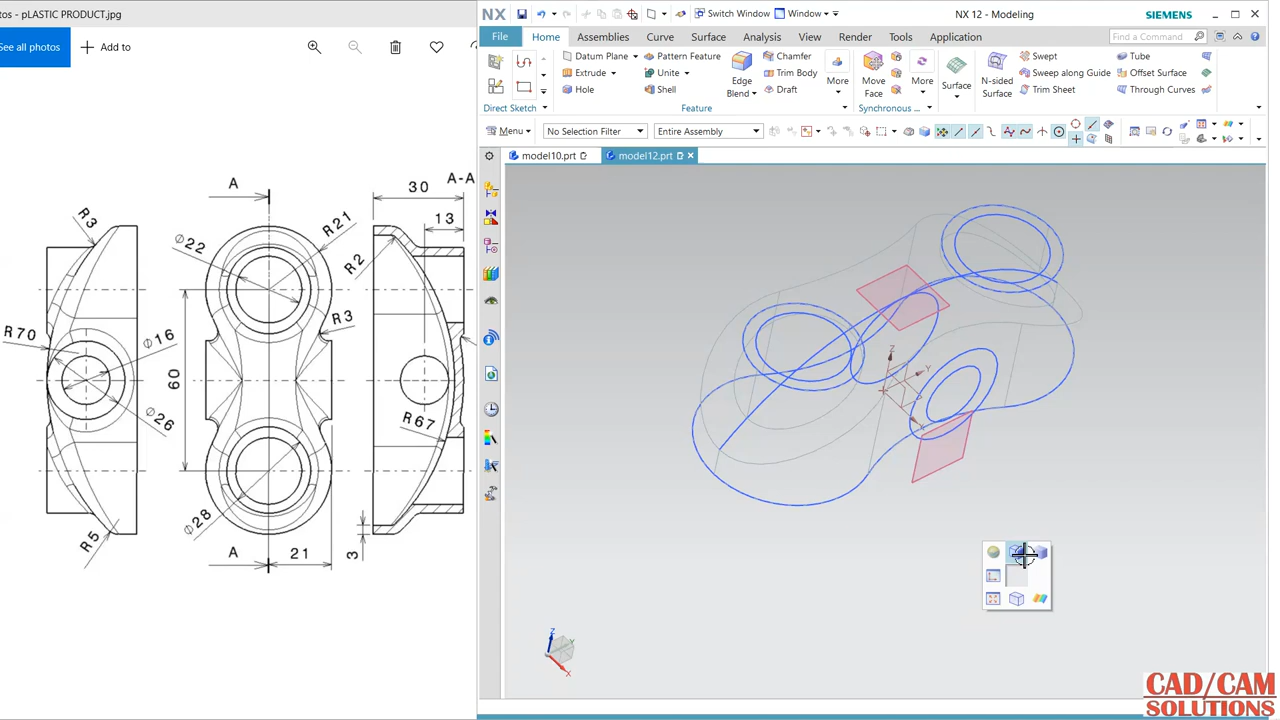 tos - pLASTIC PRODUCT.jpg
See all photos
Add to
NX
Switch Window
Window
NX 12 - Modeling
SIEMENS
File
Home
Assemblies
Curve
Surface
Analysis
View
Render
Tools
Application
Find a Command
Datum Plane
Extrude
Hole
Pattern Feature
Unite
Shell
Edge
Blend
Chamfer
Trim Body
Draft
More
Move
Face
More
Surface
N-sided
Surface
Swept
Sweep along Guide
Trim Sheet
Tube
Offset Surface
Through Curves
Direct Sketch
Feature
Synchronous ...
Menu
No Selection Filter
Entire Assembly
model10.prt
model12.prt
A
30
A-A
13
R3
Ø22
R21
R2
R3
R70
Ø16
60
Ø26
R67
Ø28
R5
A
21
3
Z
Y
X
Z
Y
X
CAD/CAM
SOLUTIONS